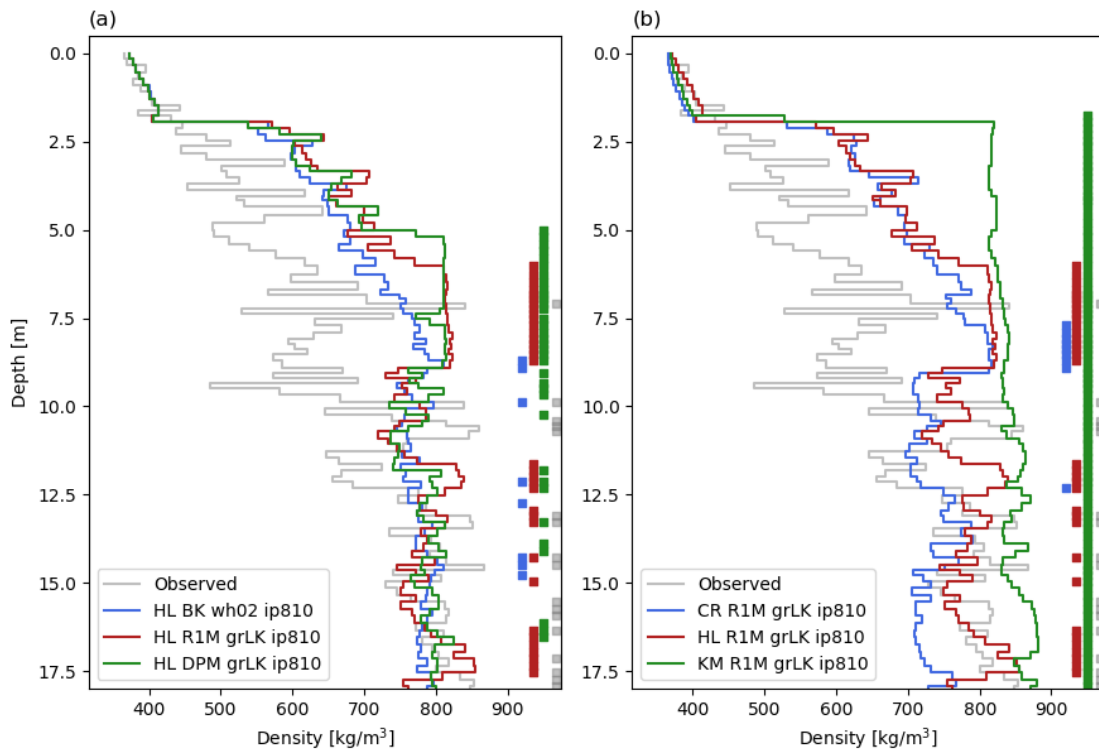 (a)
(b)
0.0
2.5
5.0
7.5
10.0
12.5
15.0
17.5
Depth [m]
Observed
HL BK wh02 ip810
HL R1M grLK ip810
HL DPM grLK ip810
400 500 600 700 800 900
Density [kg/m³]
0.0
2.5
5.0
7.5
10.0
12.5
15.0
17.5
Observed
CR R1M grLK ip810
HL R1M grLK ip810
KM R1M grLK ip810
400 500 600 700 800 900
Density [kg/m³]